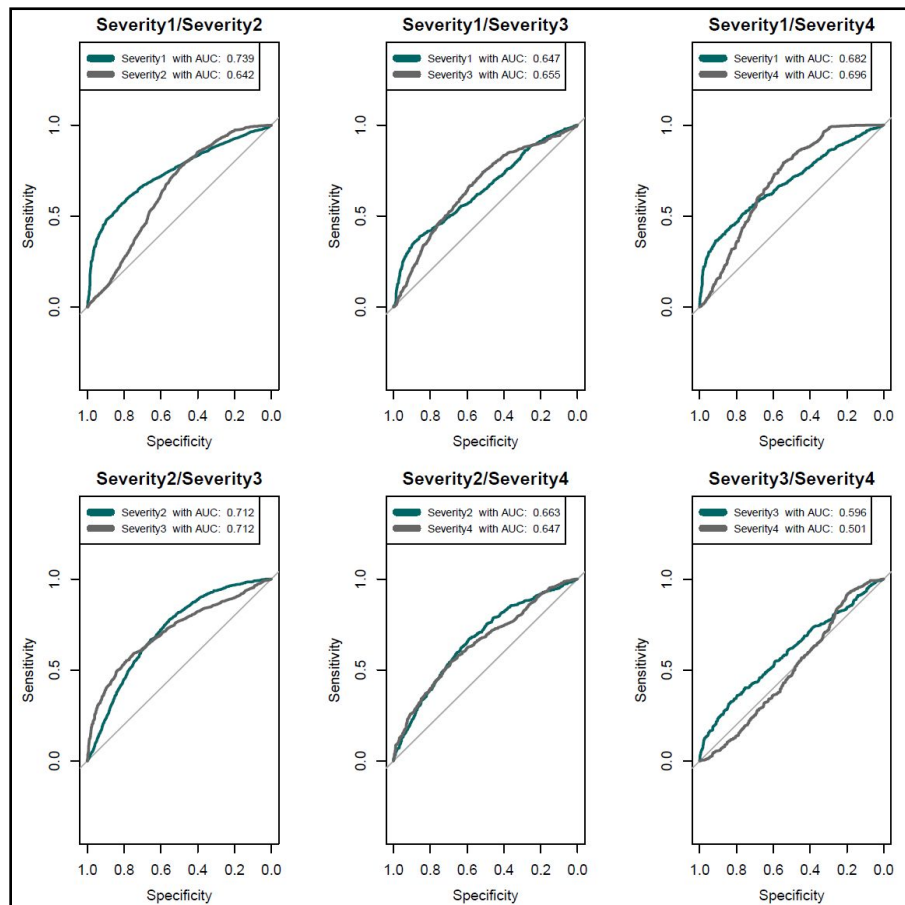 Severity1/Severity2
Severity1 with AUC: 0.739
Severity2 with AUC: 0.642
Sensitivity
1.0
0.5
0.0
1.0 0.8 0.6 0.4 0.2 0.0
Specificity
Severity1/Severity3
Severity1 with AUC: 0.647
Severity3 with AUC: 0.655
Sensitivity
1.0
0.5
0.0
1.0 0.8 0.6 0.4 0.2 0.0
Specificity
Severity1/Severity4
Severity1 with AUC: 0.682
Severity4 with AUC: 0.696
Sensitivity
1.0
0.5
0.0
1.0 0.8 0.6 0.4 0.2 0.0
Specificity
Severity2/Severity3
Severity2 with AUC: 0.712
Severity3 with AUC: 0.712
Sensitivity
1.0
0.5
0.0
1.0 0.8 0.6 0.4 0.2 0.0
Specificity
Severity2/Severity4
Severity2 with AUC: 0.663
Severity4 with AUC: 0.647
Sensitivity
1.0
0.5
0.0
1.0 0.8 0.6 0.4 0.2 0.0
Specificity
Severity3/Severity4
Severity3 with AUC: 0.596
Severity4 with AUC: 0.501
Sensitivity
1.0
0.5
0.0
1.0 0.8 0.6 0.4 0.2 0.0
Specificity